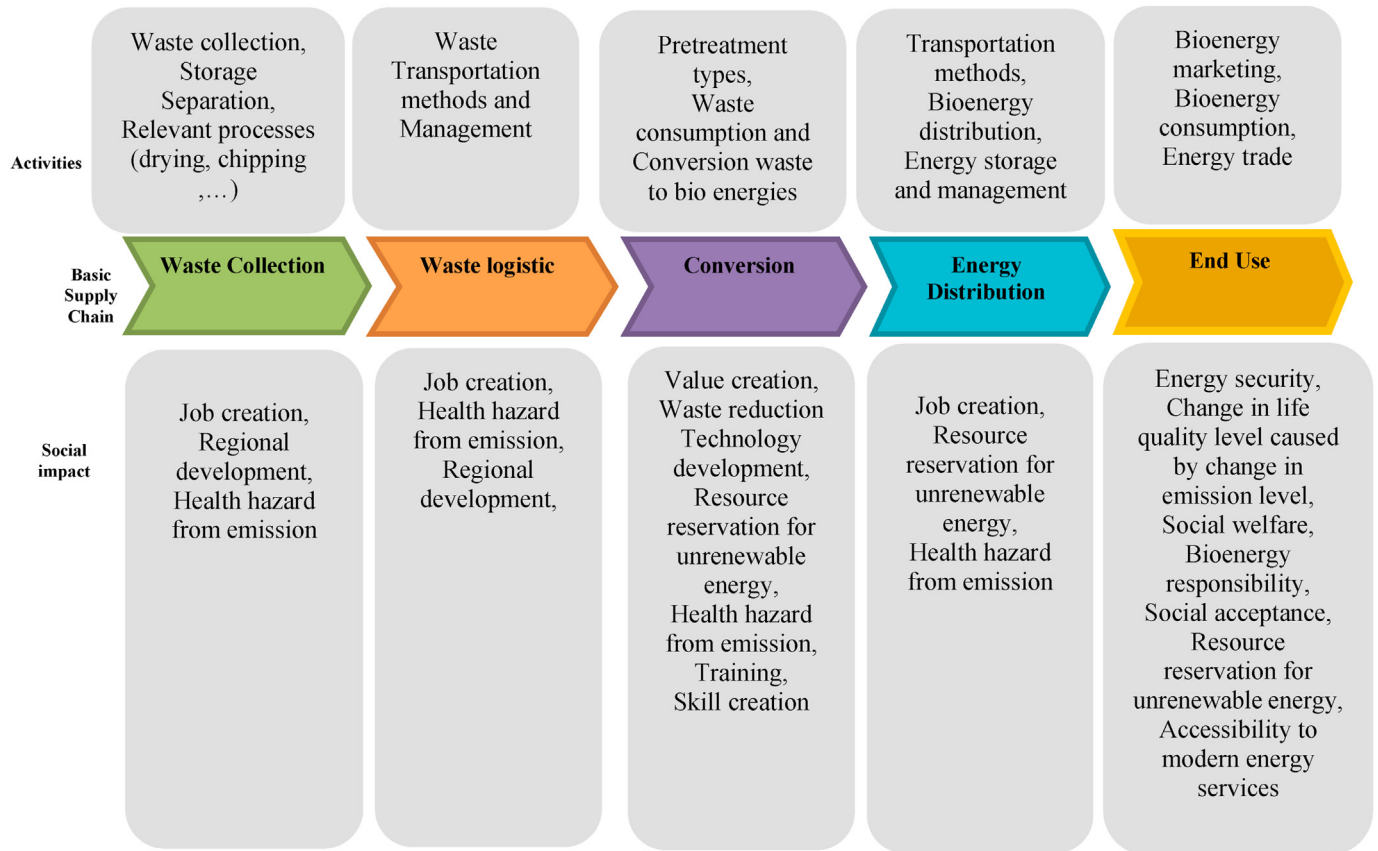 Activities
Waste collection,
Storage
Separation,
Relevant processes
(drying, chipping
,…)
Waste
Transportation
methods and
Management
Pretreatment
types,
Waste
consumption and
Conversion waste
to bio energies
Transportation
methods,
Bioenergy
distribution,
Energy storage
and management
Bioenergy
marketing,
Bioenergy
consumption,
Energy trade
Basic
Supply
Chain
Waste Collection
Waste logistic
Conversion
Energy
Distribution
End Use
Social
impact
Job creation,
Regional
development,
Health hazard
from emission
Job creation,
Health hazard
from emission,
Regional
development,
Value creation,
Waste reduction
Technology
development,
Resource
reservation for
unrenewable
energy,
Health hazard
from emission,
Training,
Skill creation
Job creation,
Resource
reservation for
unrenewable
energy,
Health hazard
from emission
Energy security,
Change in life
quality level caused
by change in
emission level,
Social welfare,
Bioenergy
responsibility,
Social acceptance,
Resource
reservation for
unrenewable energy,
Accessibility to
modern energy
services